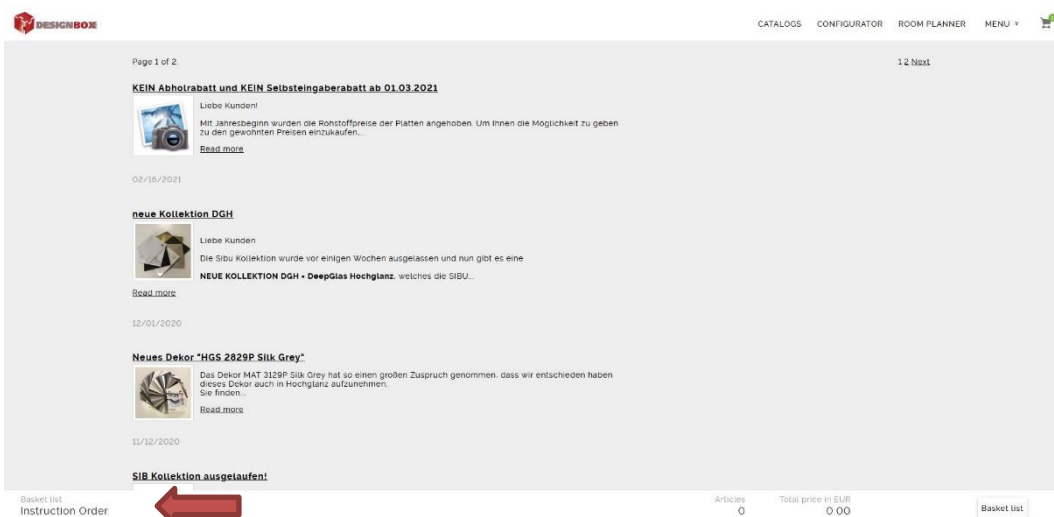 DESIGNBOX
CATALOGS CONFIGURATOR ROOM PLANNER MENU
Page 1 of 2.
1 2 Next
KEIN Abholrabatt und KEIN Selbsteingaberabatt ab 01.03.2021
Liebe Kunden!
Mit Jahresbeginn wurden die Rohstoffpreise der Platten angehoben. Um Ihnen die Möglichkeit zu geben
zu den gewohnten Preisen einzukaufen,...
Read more
02/16/2021
neue Kollektion DGH
Liebe Kunden
Die Sibu Kollektion wurde vor einigen Wochen ausgelassen und nun gibt es eine
NEUE KOLLEKTION DGH • DeepGlas Hochglanz, welches die SIBU...
Read more
12/01/2020
Neues Dekor "HGS 2829P Silk Grey"
Das Dekor MAT 3129P Silk Grey hat so einen großen Zuspruch genommen, dass wir entschieden haben
dieses Dekor auch in Hochglanz aufzunehmen.
Sie finden...
Read more
11/12/2020
SIB Kollektion ausgelaufen!
Basket list
Instruction Order
Articles
0
Total price in EUR
0.00
Basket list